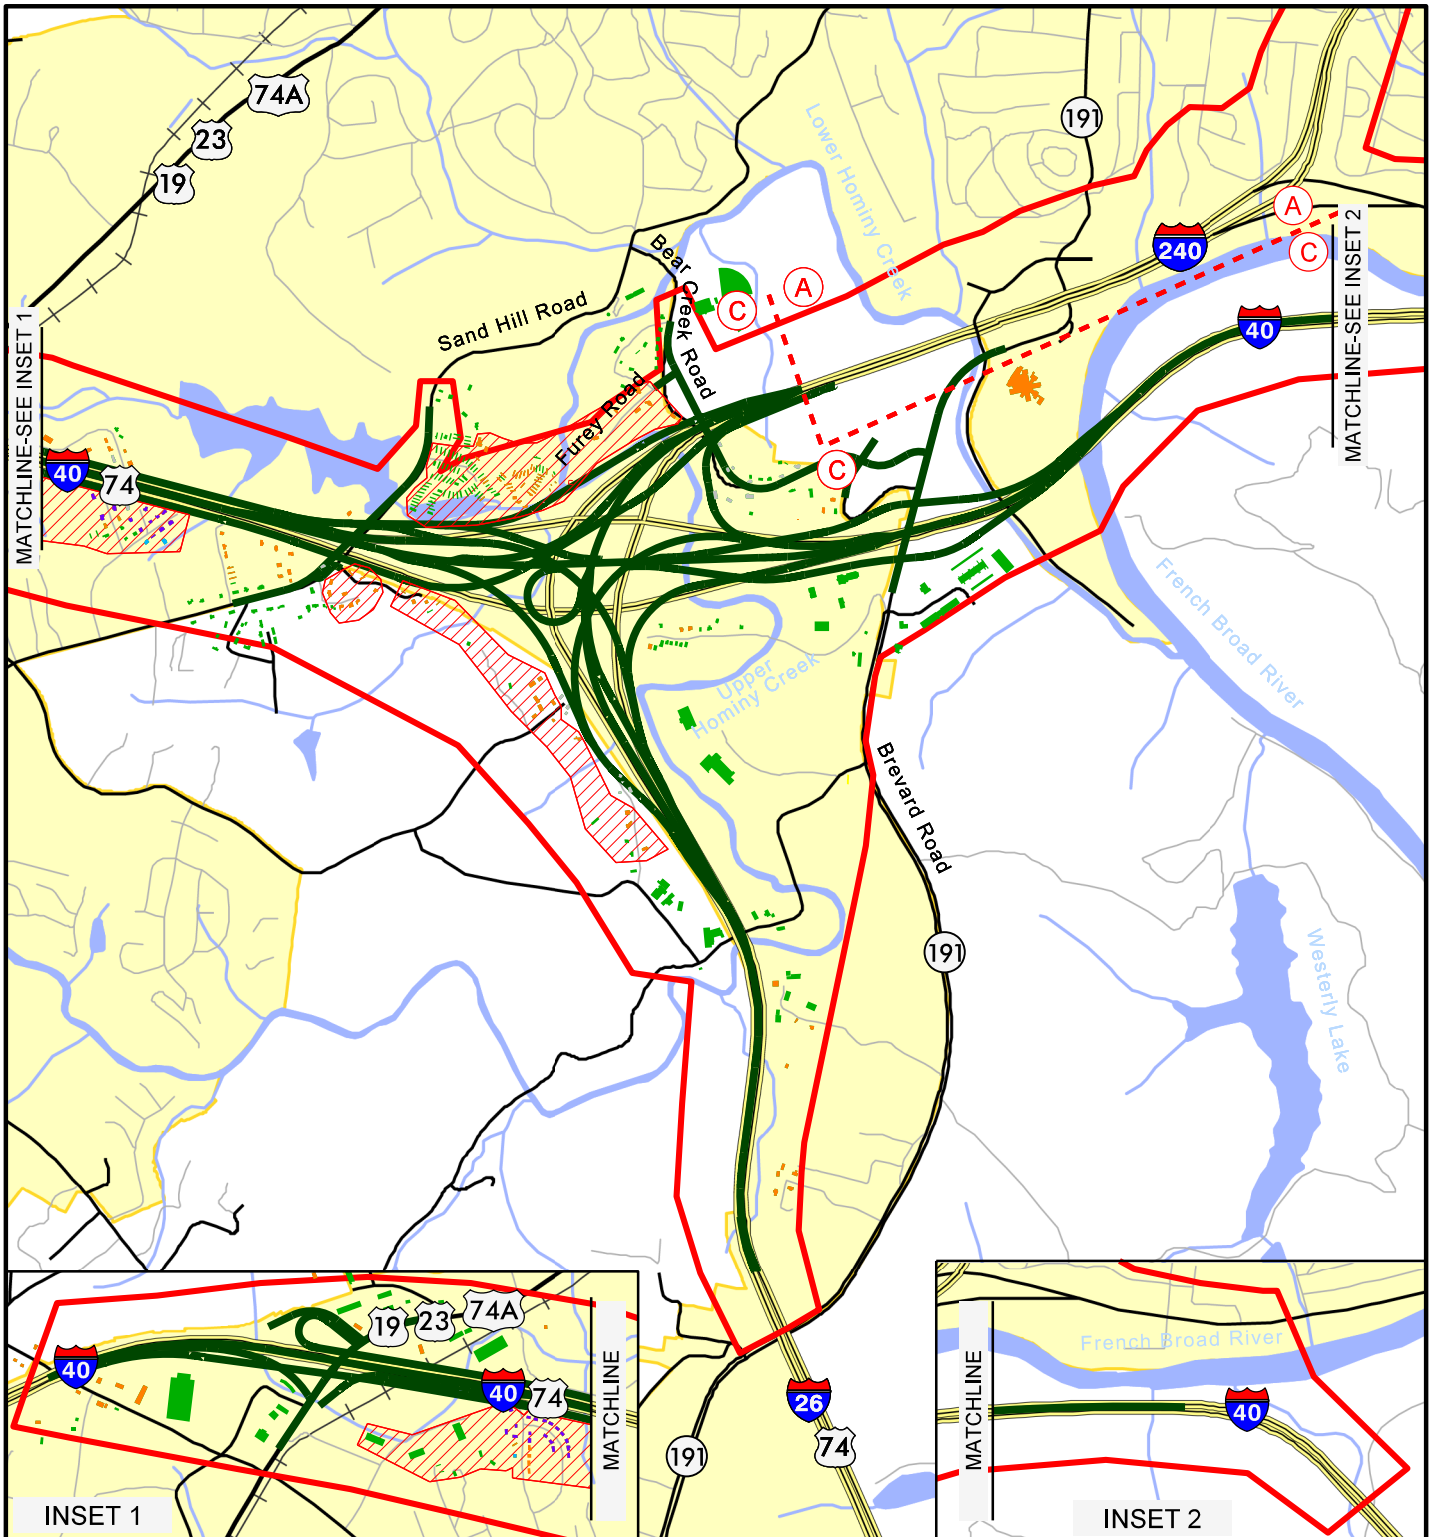 74A
23
19
191
Lower Hominy Creek
A
240
C
MATCHLINE-SEE INSET 2
Bear Creek Road
A
C
Sand Hill Road
40
MATCHLINE-SEE INSET 1
Furey Road
40
74
C
French Broad River
Upper
Hominy Creek
Brevard Road
191
Westerly Lake
19
23
74A
40
40
74
MATCHLINE
INSET 1
191
26
74
French Broad River
MATCHLINE
40
INSET 2